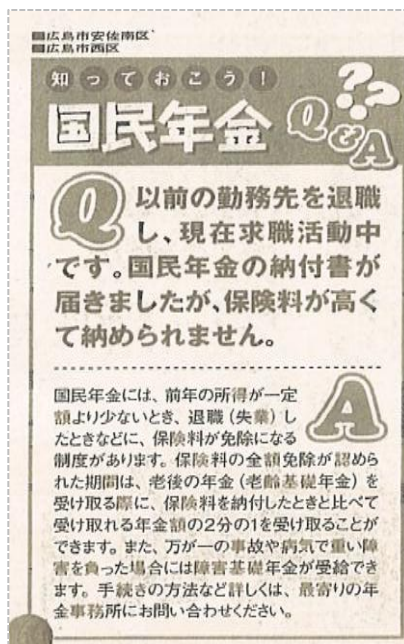 ■広島市安佐南区
■広島市西区
知っておこう!
国民年金 Q&A
??
Q 以前の勤務先を退職
し、現在求職活動中
です。国民年金の納付書が
届きましたが、保険料が高く
て納められません。
A
国民年金には、前年の所得が一定
額より少ないとき、退職(失業)し
たときなどに、保険料が免除になる
制度があります。保険料の全額免除が認めら
れた期間は、老後の年金(老齢基礎年金)を
受け取る際に、保険料を納付したときと比べて
受け取れる年金額の2分の1を受け取ることが
できます。また、万が一の事故や病気で重い障
害を負った場合には障害基礎年金が受給でき
ます。手続きの方法など詳しくは、最寄りの年
金事務所にお問い合わせください。